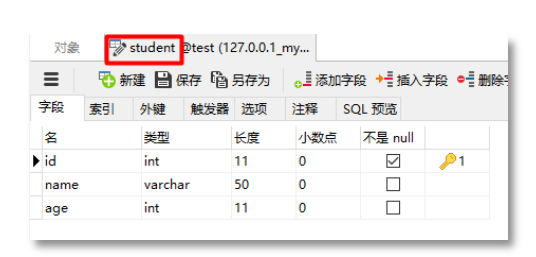 对象 student @test (127.0.0.1_my...
新建 保存 另存为 添加字段 插入字段 删除
字段 索引 外键 触发器 选项 注释 SQL 预览
名 类型 长度 小数点 不是 null
id int 11 0 1
name varchar 50 0
age int 11 0